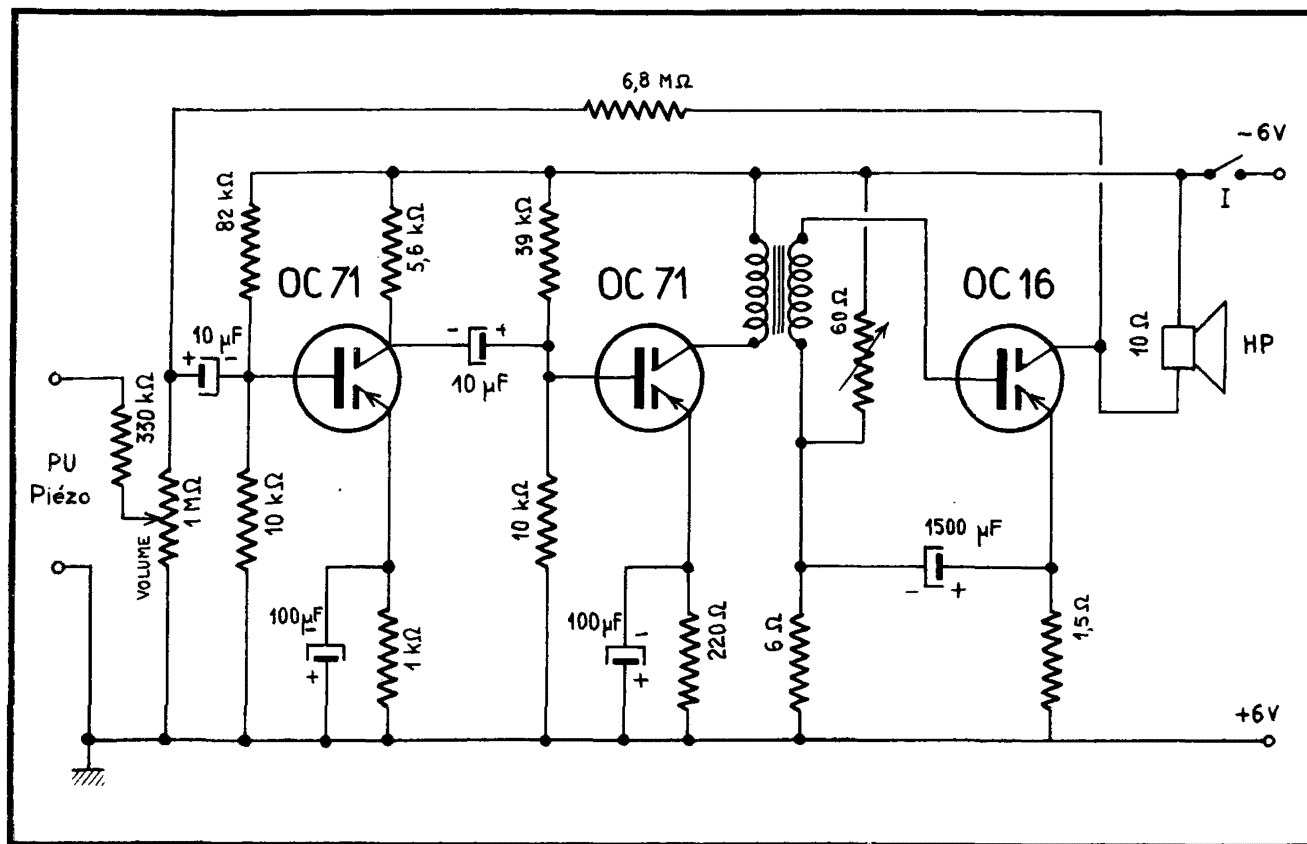 6,8 MΩ
−6V
I
82 kΩ
5,6 kΩ
39 kΩ
OC 71
OC 71
OC 16
60Ω
10 Ω
HP
10 µF
+ -
- +
10 µF
330 kΩ
PU
Piézo
1 MΩ
VOLUME
10 kΩ
10 kΩ
1500 µF
- +
100µF
-
+
1 kΩ
100µF
-
+
220 Ω
6 Ω
1,5 Ω
+6V